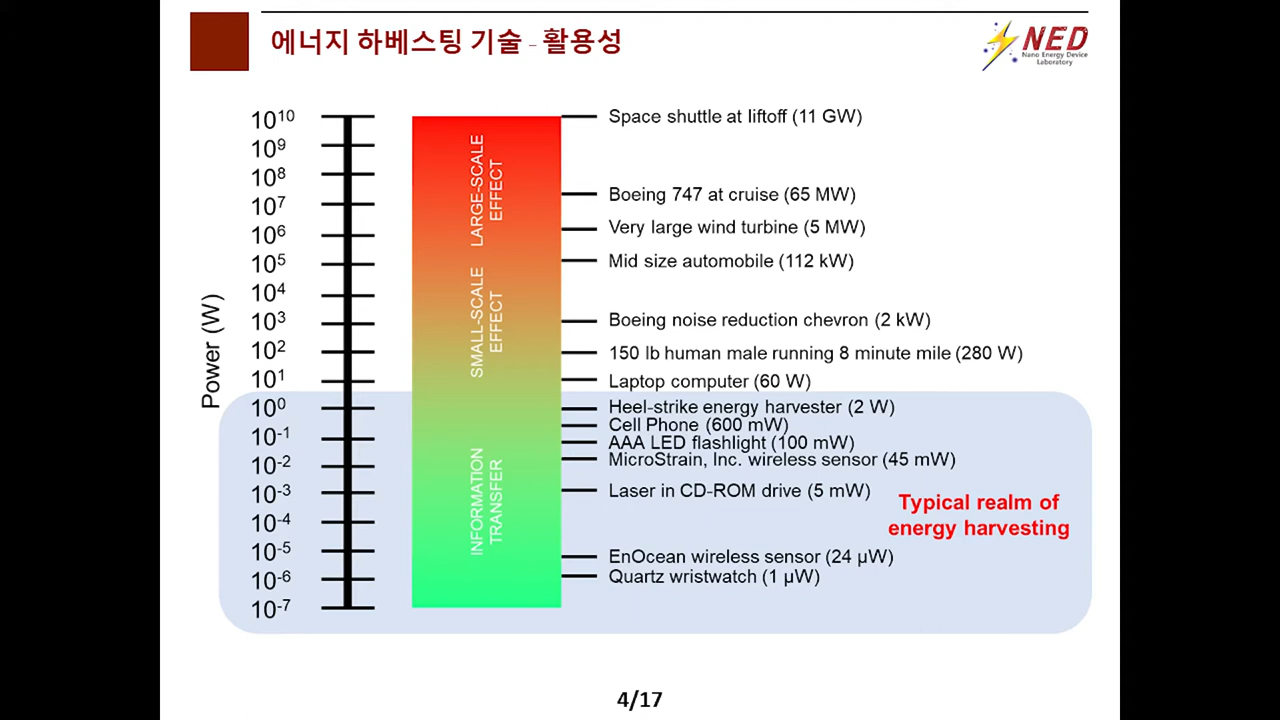 에너지 하베스팅 기술 - 활용성
NED
Nano Energy Device
Laboratory
Power (W)
10^10
10^9
10^8
10^7
10^6
10^5
10^4
10^3
10^2
10^1
10^0
10^-1
10^-2
10^-3
10^-4
10^-5
10^-6
10^-7
LARGE-SCALE
EFFECT
SMALL-SCALE
EFFECT
INFORMATION
TRANSFER
Space shuttle at liftoff (11 GW)
Boeing 747 at cruise (65 MW)
Very large wind turbine (5 MW)
Mid size automobile (112 kW)
Boeing noise reduction chevron (2 kW)
150 lb human male running 8 minute mile (280 W)
Laptop computer (60 W)
Heel-strike energy harvester (2 W)
Cell Phone (600 mW)
AAA LED flashlight (100 mW)
MicroStrain, Inc. wireless sensor (45 mW)
Laser in CD-ROM drive (5 mW)
Typical realm of
energy harvesting
EnOcean wireless sensor (24 μW)
Quartz wristwatch (1 μW)
4/17